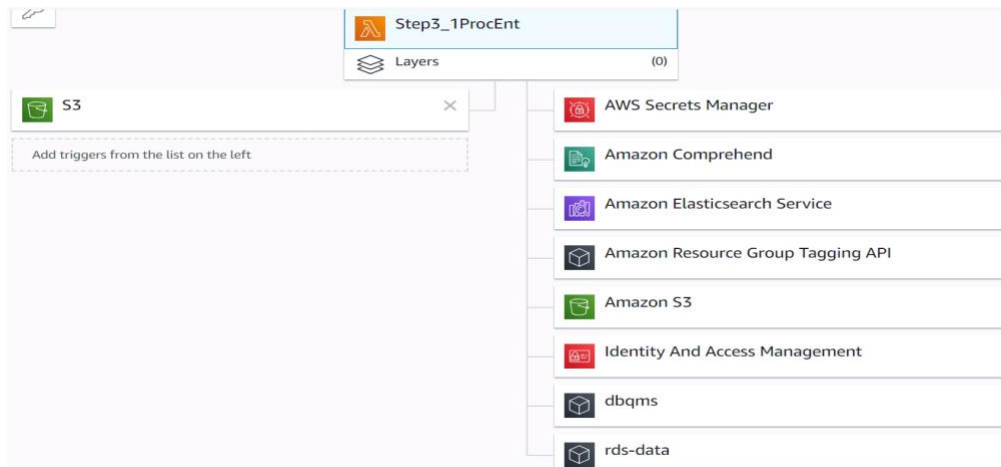 Step3_1ProcEnt
Layers (0)
S3
Add triggers from the list on the left
AWS Secrets Manager
Amazon Comprehend
Amazon Elasticsearch Service
Amazon Resource Group Tagging API
Amazon S3
Identity And Access Management
dbqms
rds-data